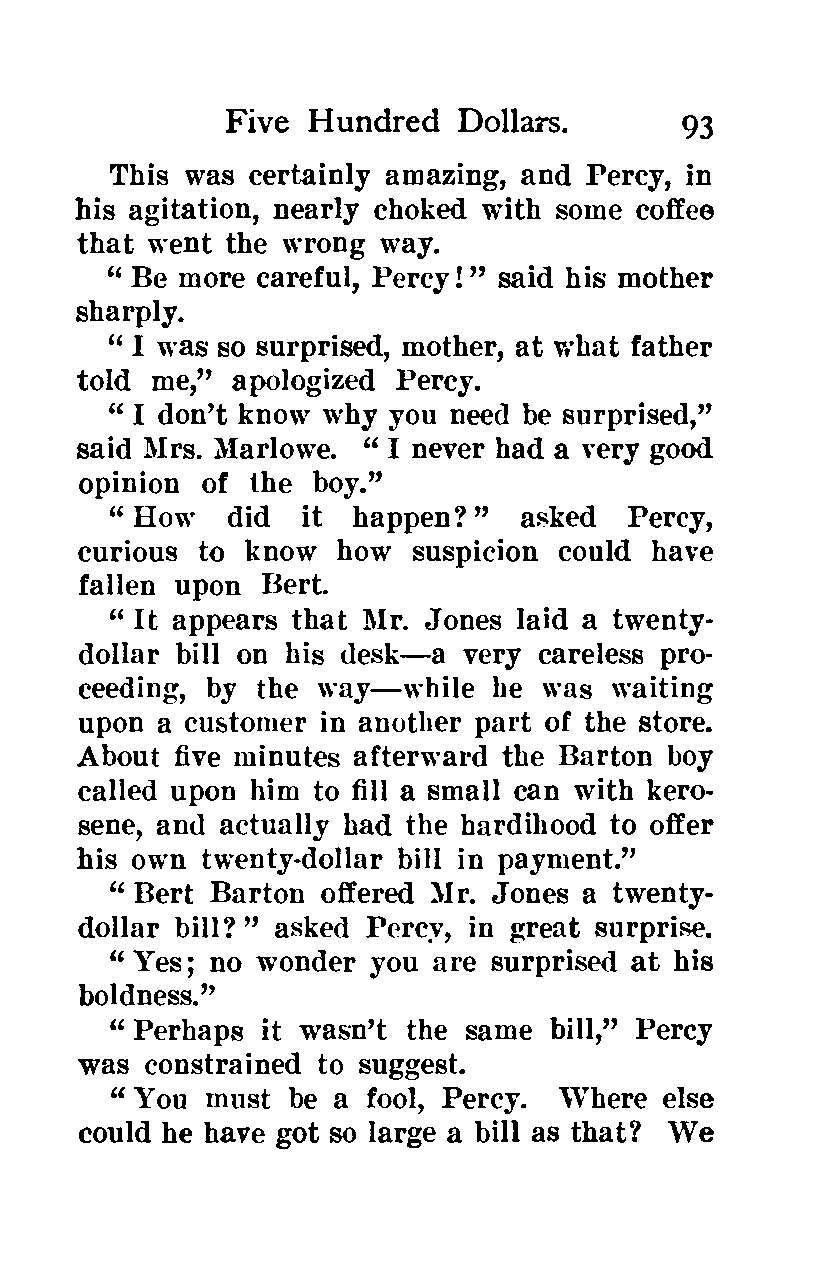 Five Hundred Dollars. 93
This was certainly amazing, and Percy, in
his agitation, nearly choked with some coffee
that went the wrong way.
“ Be more careful, Percy! ” said his mother
sharply.
“ I was so surprised, mother, at what father
told me,” apologized Percy.
“ I don’t know why you need be surprised,”
said Mrs. Marlowe. “ I never had a very good
opinion of the boy.”
“ How did it happen? ” asked Percy,
curious to know how suspicion could have
fallen upon Bert.
“ It appears that Mr. Jones laid a twenty-
dollar bill on his desk—a very careless pro-
ceeding, by the way—while he was waiting
upon a customer in another part of the store.
About five minutes afterward the Barton boy
called upon him to fill a small can with kero-
sene, and actually had the hardihood to offer
his own twenty-dollar bill in payment.”
“ Bert Barton offered Mr. Jones a twenty-
dollar bill? ” asked Percy, in great surprise.
“ Yes; no wonder you are surprised at his
boldness.”
“ Perhaps it wasn’t the same bill,” Percy
was constrained to suggest.
“ You must be a fool, Percy. Where else
could he have got so large a bill as that? We